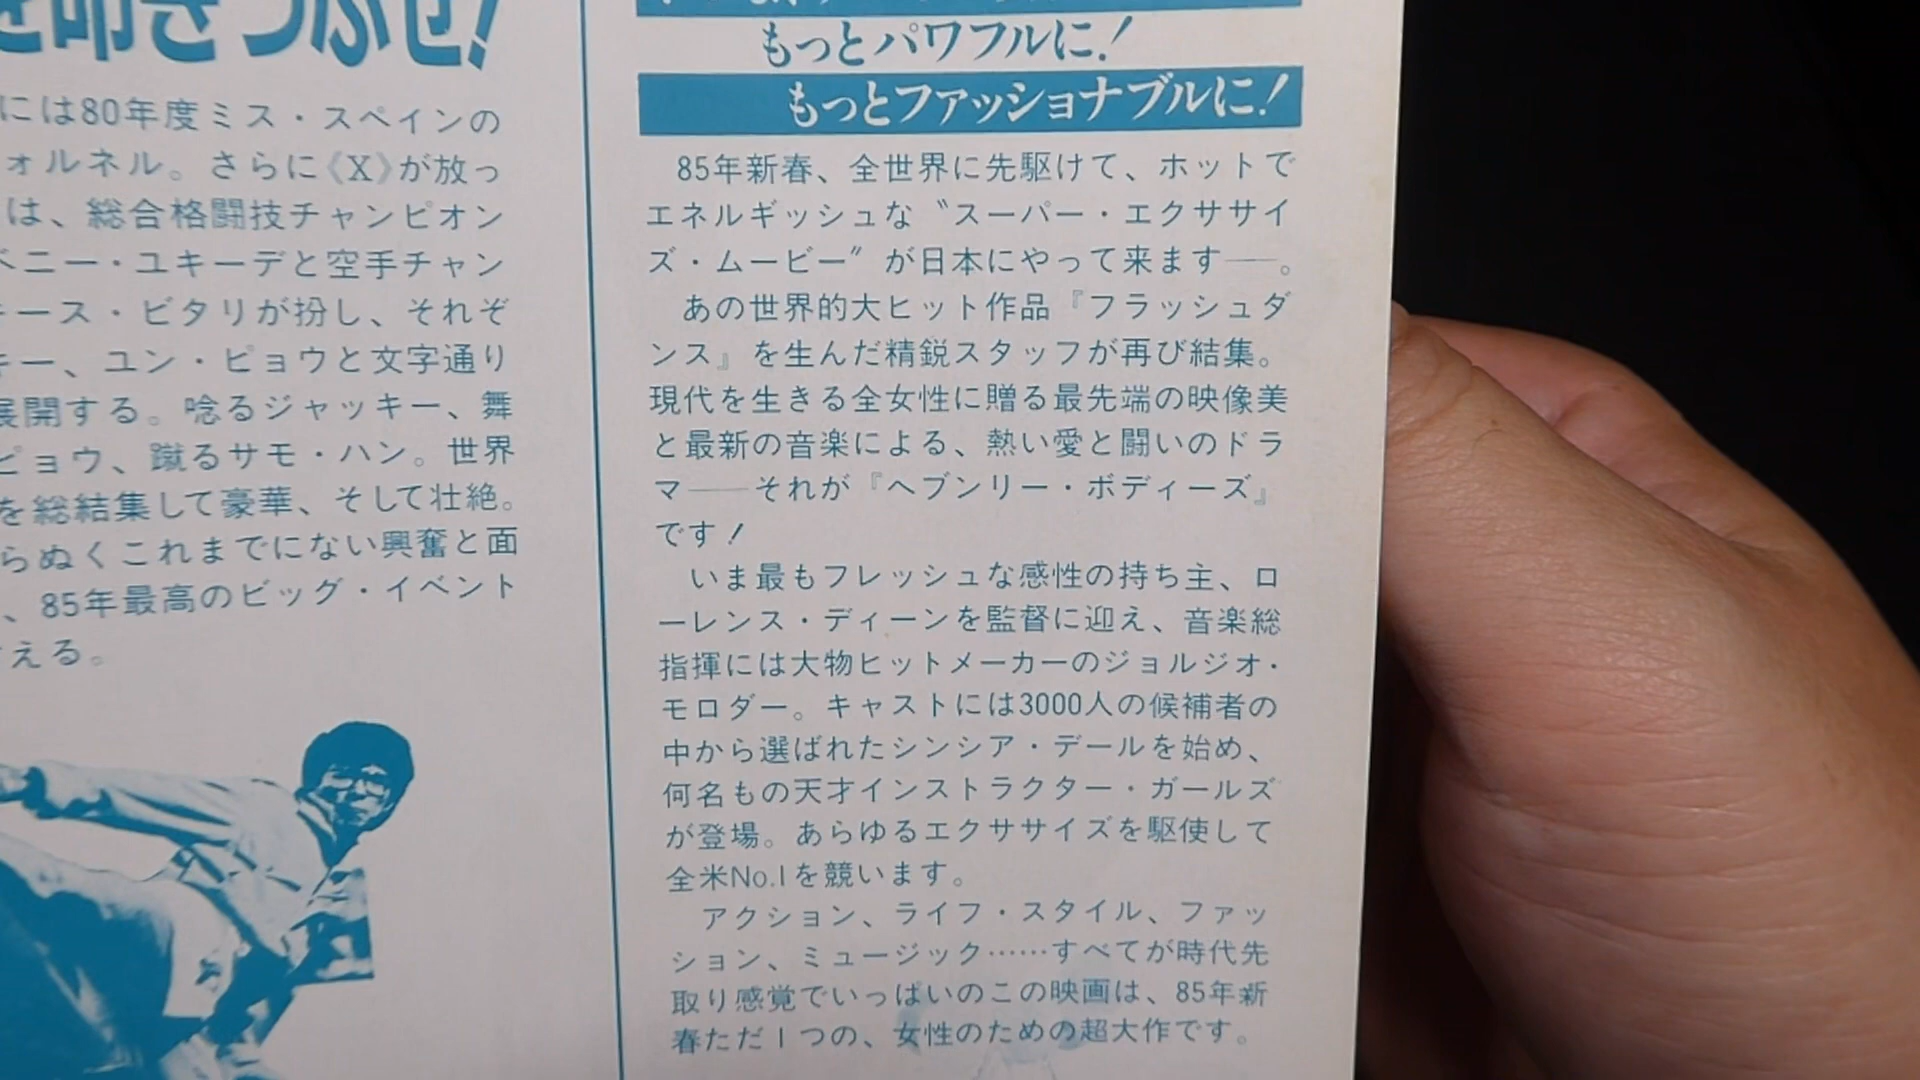 を叩きつぶせ!
には80年度ミス・スペインの
ォルネル。さらに《X》が放っ
は、総合格闘技チャンピオン
ベニー・ユキーデと空手チャン
キース・ビタリが扮し、それぞ
キー、ユン・ピョウと文字通り
展開する。唸るジャッキー、舞
ピョウ、蹴るサモ・ハン。世界
を総結集して豪華、そして壮絶。
らぬくこれまでにない興奮と面
、85年最高のビッグ・イベント
える。
もっとパワフルに!
もっとファッショナブルに!
85年新春、全世界に先駆けて、ホットで
エネルギッシュな〝スーパー・エクササイ
ズ・ムービー〞が日本にやって来ます──。
あの世界的大ヒット作品『フラッシュダ
ンス』を生んだ精鋭スタッフが再び結集。
現代を生きる全女性に贈る最先端の映像美
と最新の音楽による、熱い愛と闘いのドラ
マ──それが『ヘブンリー・ボディーズ』
です!
いま最もフレッシュな感性の持ち主、ロ
ーレンス・ディーンを監督に迎え、音楽総
指揮には大物ヒットメーカーのジョルジオ・
モロダー。キャストには3000人の候補者の
中から選ばれたシンシア・デールを始め、
何名もの天才インストラクター・ガールズ
が登場。あらゆるエクササイズを駆使して
全米No.1を競います。
アクション、ライフ・スタイル、ファッ
ション、ミュージック……すべてが時代先
取り感覚でいっぱいのこの映画は、85年新
春ただ1つの、女性のための超大作です。